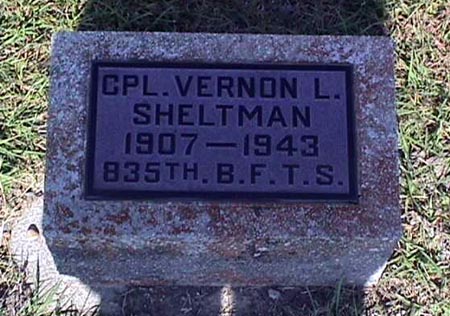 CPL. VERNON L.
SHELTMAN
1907—1943
835TH. B.F.T.S.